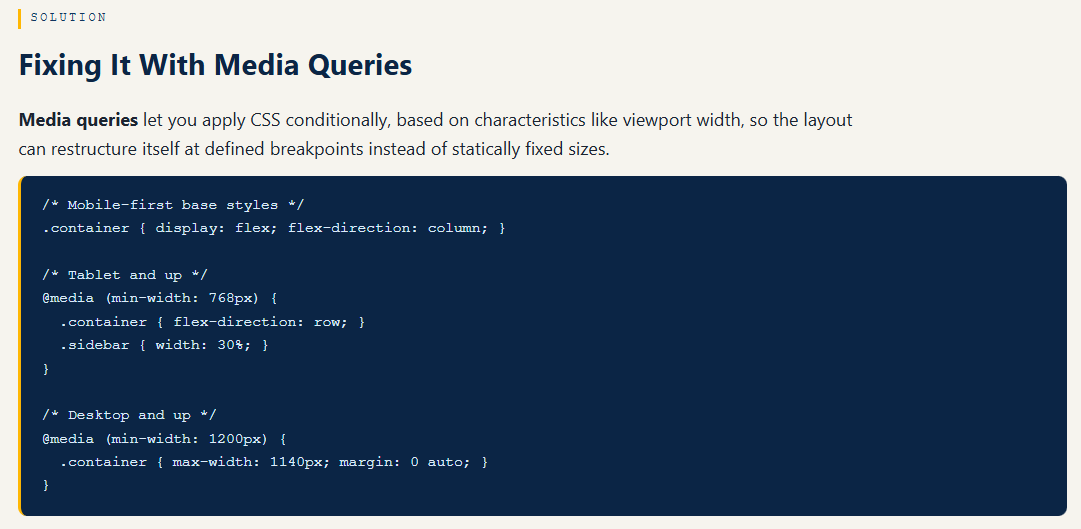 SOLUTION
Fixing It With Media Queries
Media queries let you apply CSS conditionally, based on characteristics like viewport width, so the layout
can restructure itself at defined breakpoints instead of statically fixed sizes.
/* Mobile-first base styles */
.container { display: flex; flex-direction: column; }
/* Tablet and up */
@media (min-width: 768px) {
  .container { flex-direction: row; }
  .sidebar { width: 30%; }
}
/* Desktop and up */
@media (min-width: 1200px) {
  .container { max-width: 1140px; margin: 0 auto; }
}